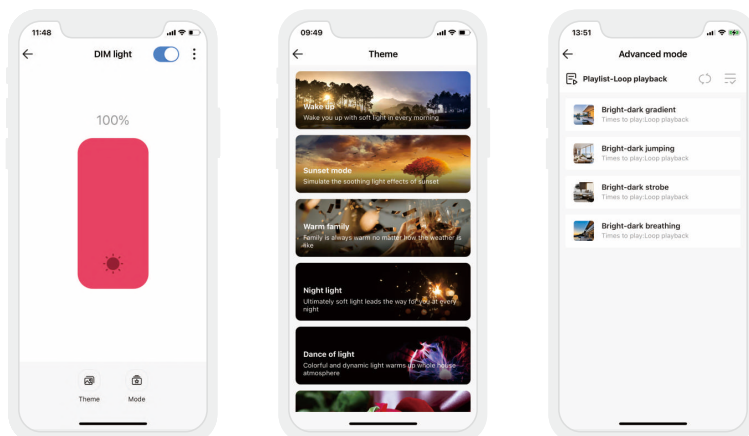 11:48
DIM light
100%
Theme
Mode
09:49
Theme
Wake up
Wake you up with soft light in every morning
Sunset mode
Simulate the soothing light effects of sunset
Warm family
Family is always warm no matter how the weather is
like
Night light
Ultimately soft light leads the way for you at every
night
Dance of light
Colorful and dynamic light warms up whole house
atmosphere
13:51
Advanced mode
Playlist-Loop playback
Bright-dark gradient
Times to play:Loop playback
Bright-dark jumping
Times to play:Loop playback
Bright-dark strobe
Times to play:Loop playback
Bright-dark breathing
Times to play:Loop playback